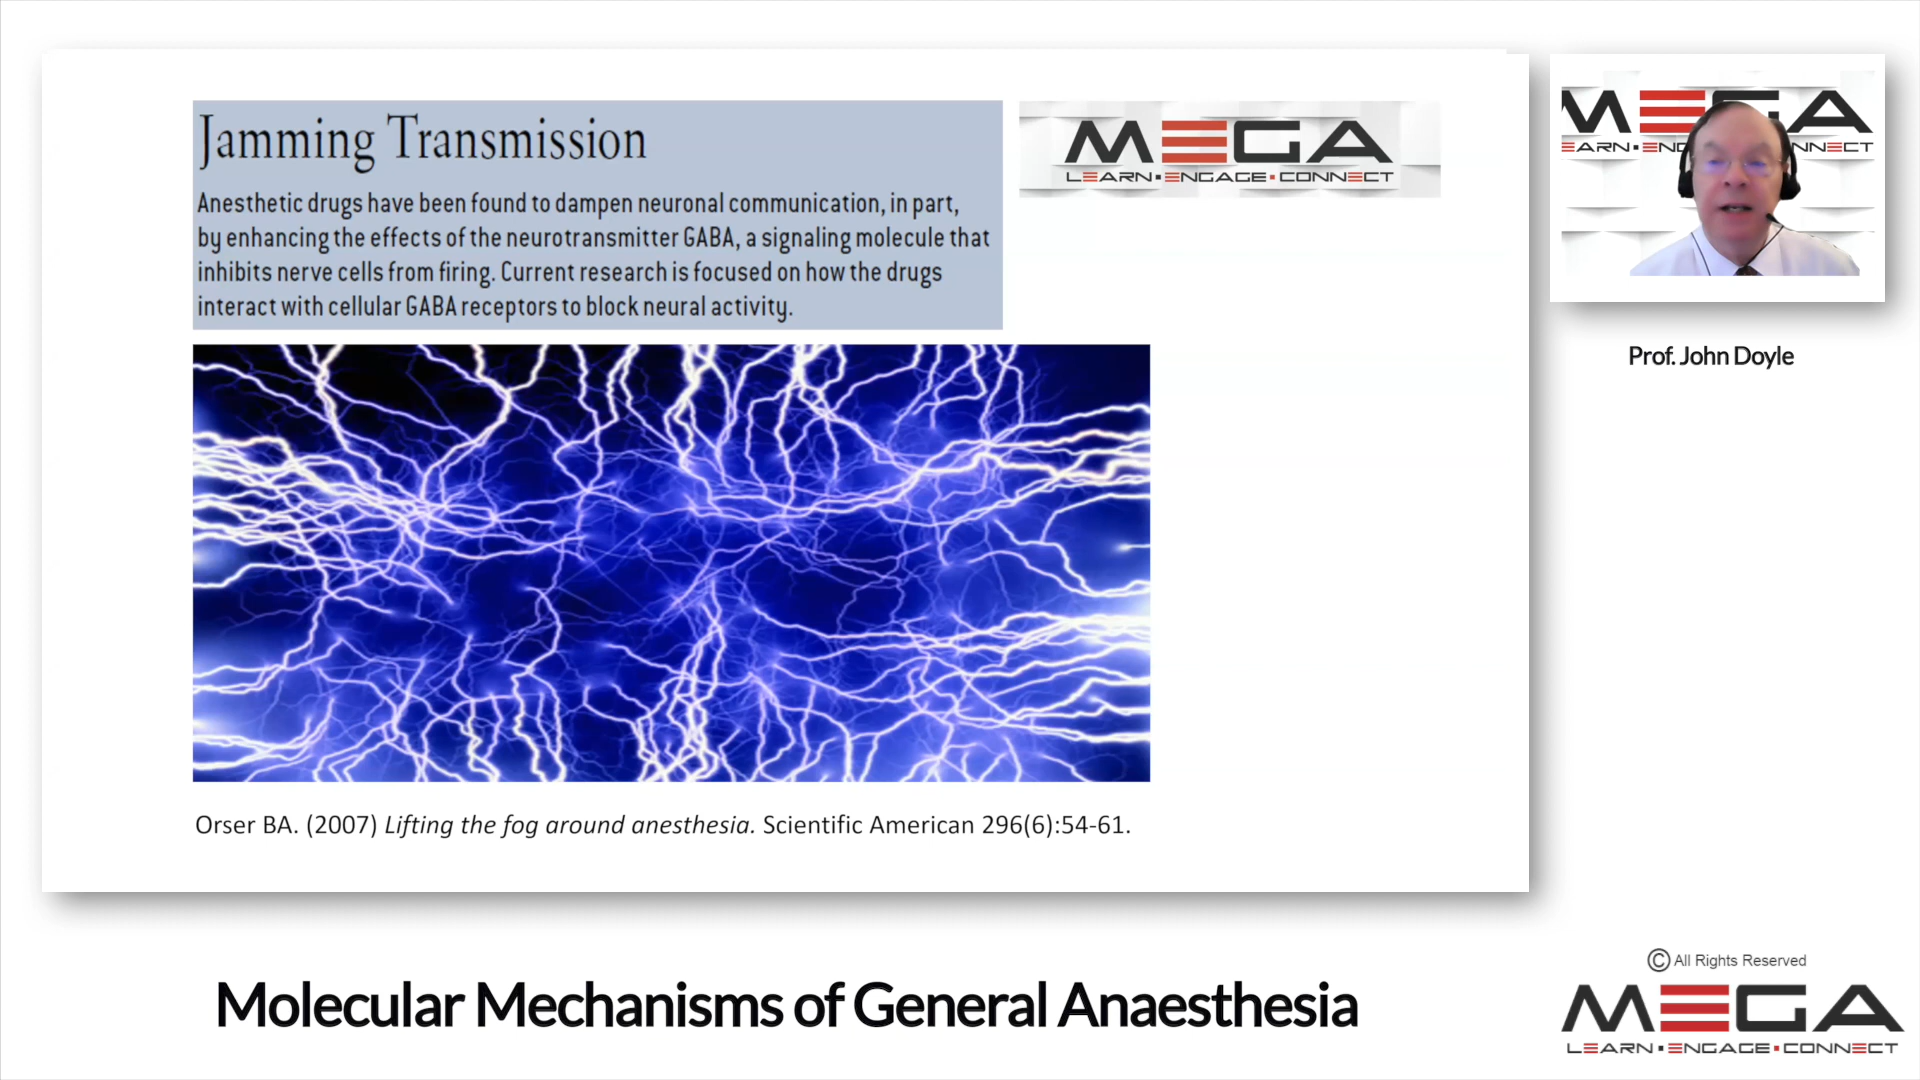 Jamming Transmission
Anesthetic drugs have been found to dampen neuronal communication, in part,
by enhancing the effects of the neurotransmitter GABA, a signaling molecule that
inhibits nerve cells from firing. Current research is focused on how the drugs
interact with cellular GABA receptors to block neural activity.
MEGA
LEARN▪ENGAGE▪CONNECT
Orser BA. (2007) Lifting the fog around anesthesia. Scientific American 296(6):54-61.
M GA
EARN▪ENG NNECT
Prof. John Doyle
Molecular Mechanisms of General Anaesthesia
© All Rights Reserved
MEGA
LEARN▪ENGAGE▪CONNECT